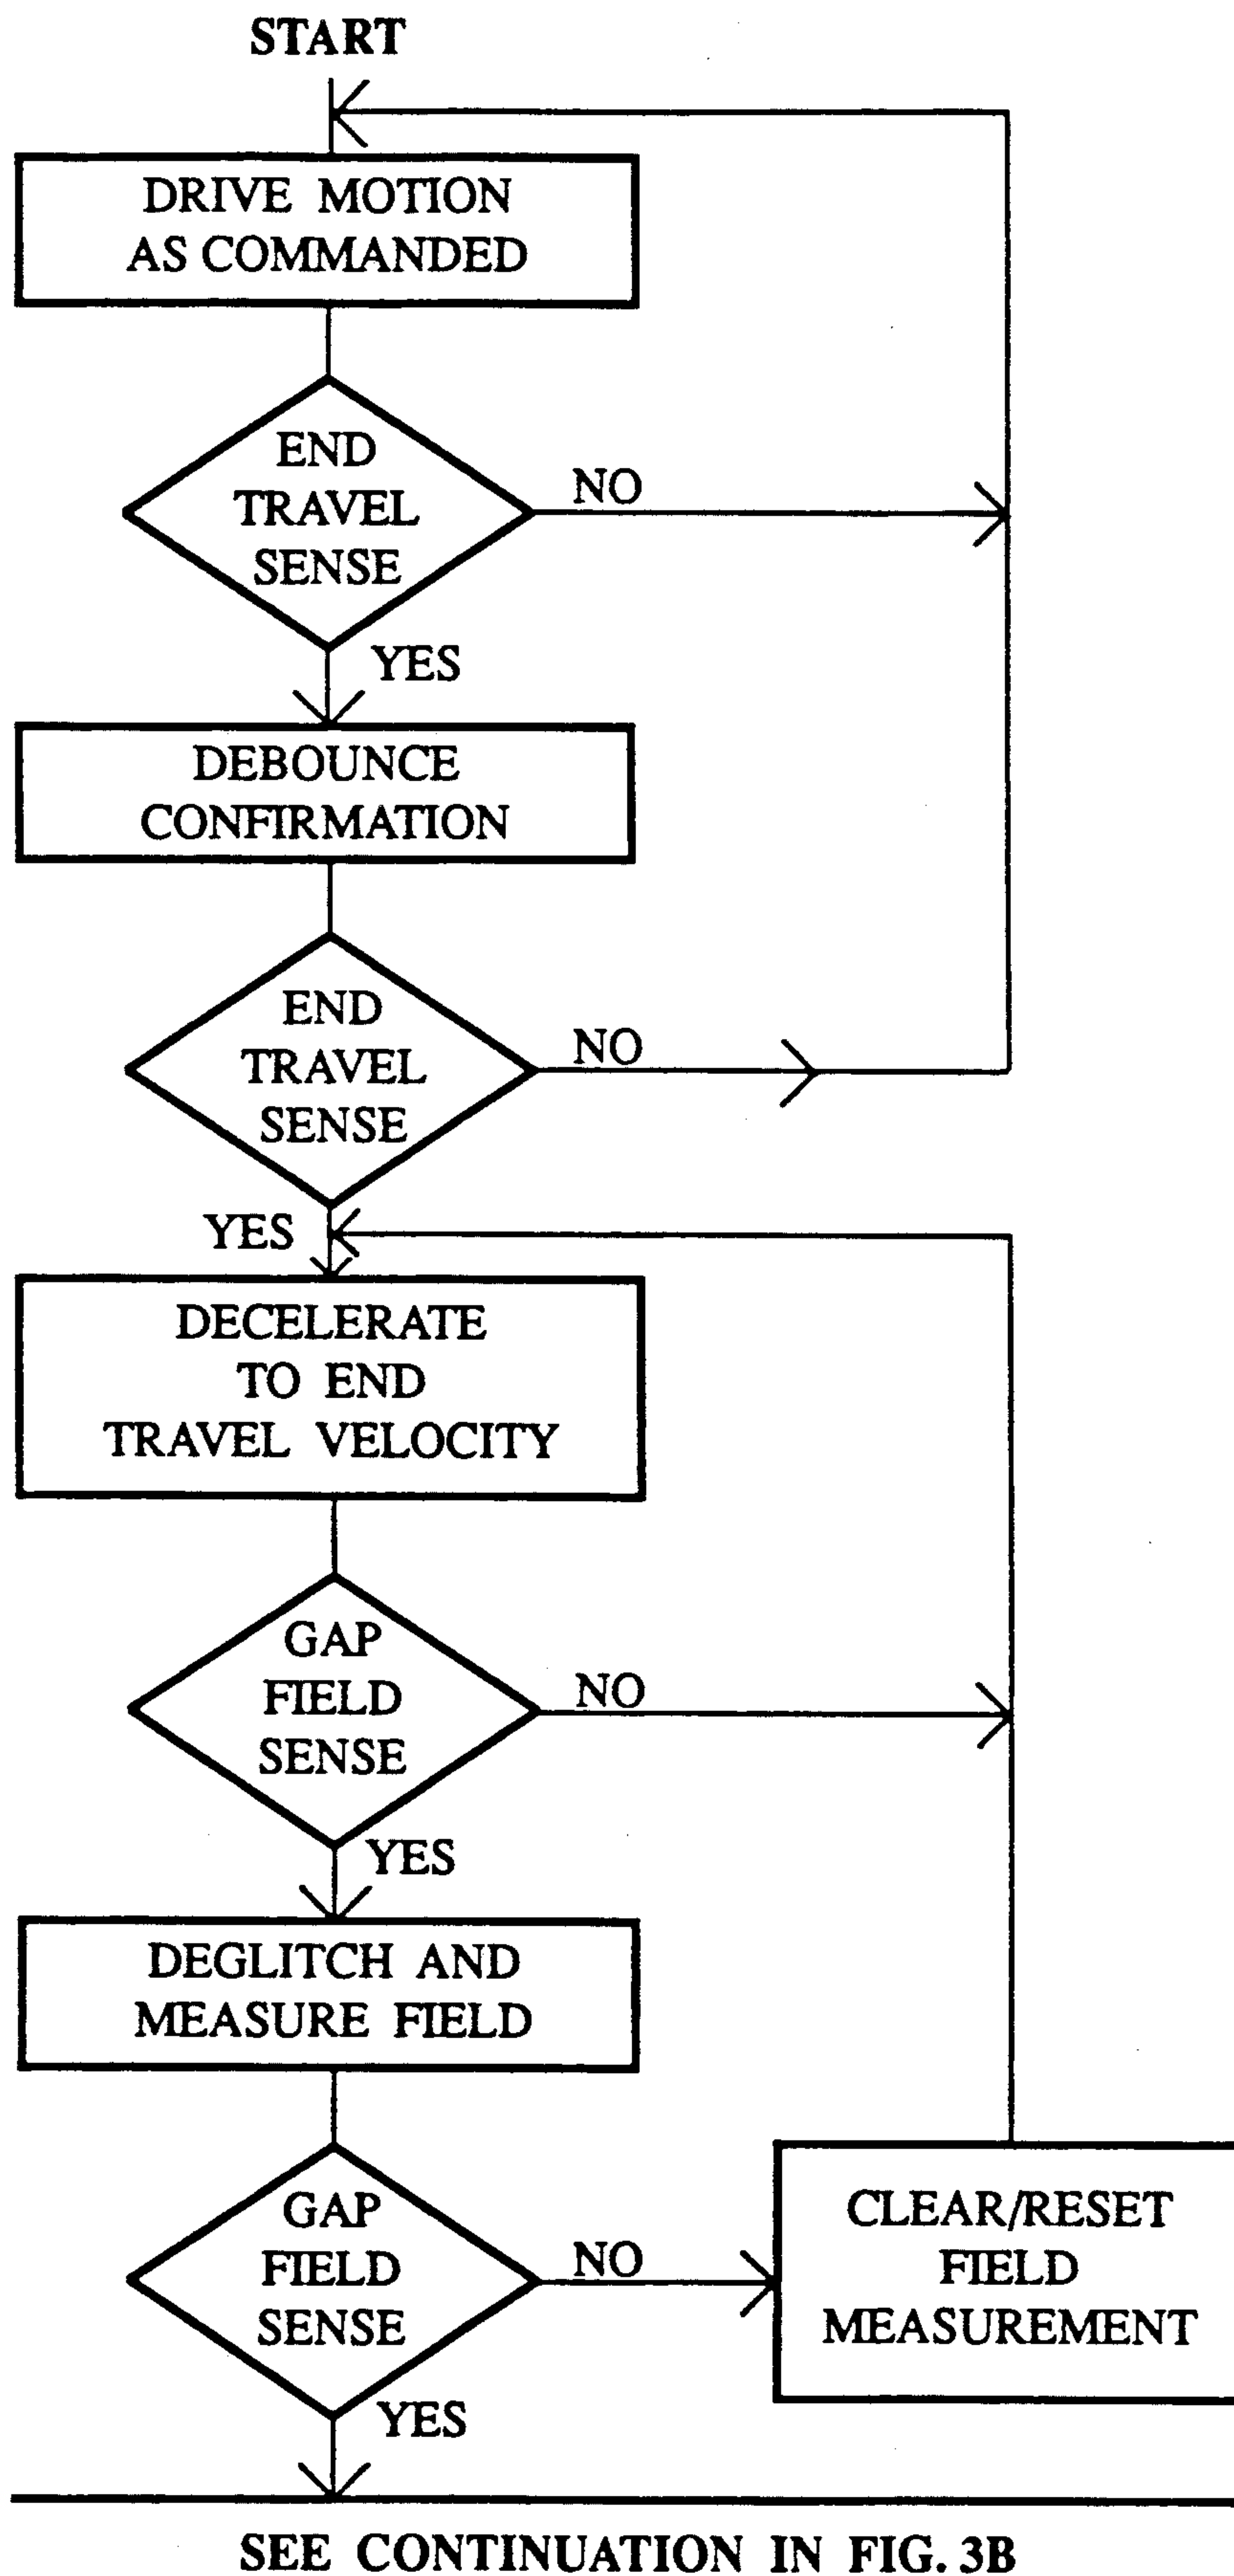 START
DRIVE MOTION
AS COMMANDED
END
TRAVEL
SENSE
NO
YES
DEBOUNCE
CONFIRMATION
END
TRAVEL
SENSE
NO
YES
DECELERATE
TO END
TRAVEL VELOCITY
GAP
FIELD
SENSE
NO
YES
DEGLITCH AND
MEASURE FIELD
GAP
FIELD
SENSE
NO
CLEAR/RESET
FIELD
MEASUREMENT
YES
SEE CONTINUATION IN FIG. 3B